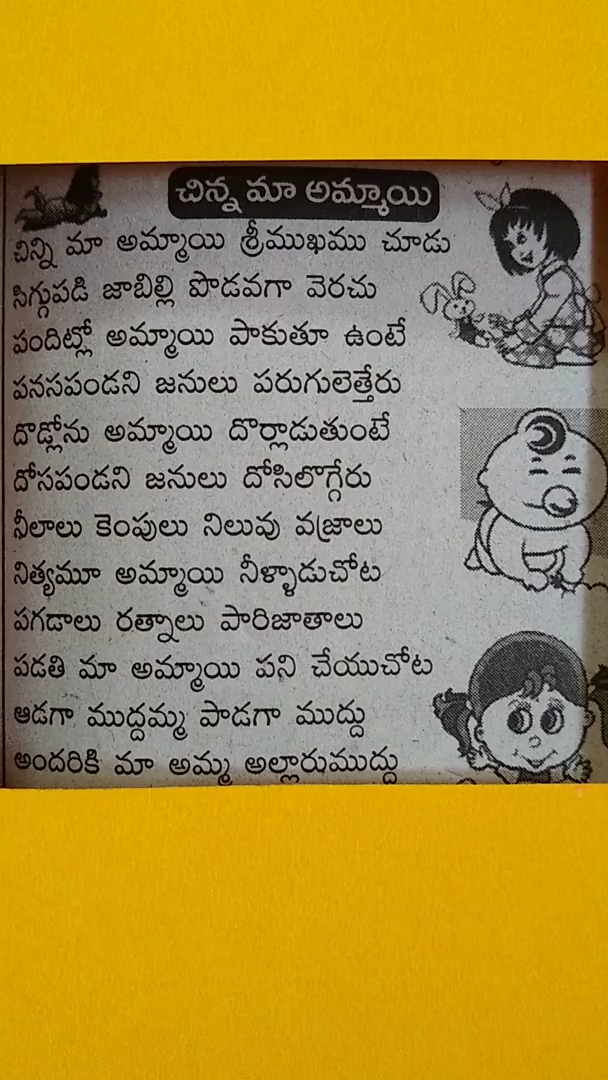 చిన్న మా అమ్మాయి
చిన్ని మా అమ్మాయి శ్రీముఖము చూడు
సిగ్గుపడి జాబిల్లి పొడవగా వెరచు
పందిట్లో అమ్మాయి పాకుతూ ఉంటే
పనసపండని జనులు పరుగులెత్తేరు
దొడ్లోను అమ్మాయి దొర్లాడుతుంటే
దోసపండని జనులు దోసిలొగ్గేరు
నీలాలు కెంపులు నిలువు వజ్రాలు
నిత్యమూ అమ్మాయి నీళ్ళాడుచోట
పగడాలు రత్నాలు పారిజాతాలు
పడతి మా అమ్మాయి పని చేయుచోట
ఆడగా ముద్దమ్మ పాడగా ముద్దు
అందరికి మా అమ్మ అల్లారుముద్దు